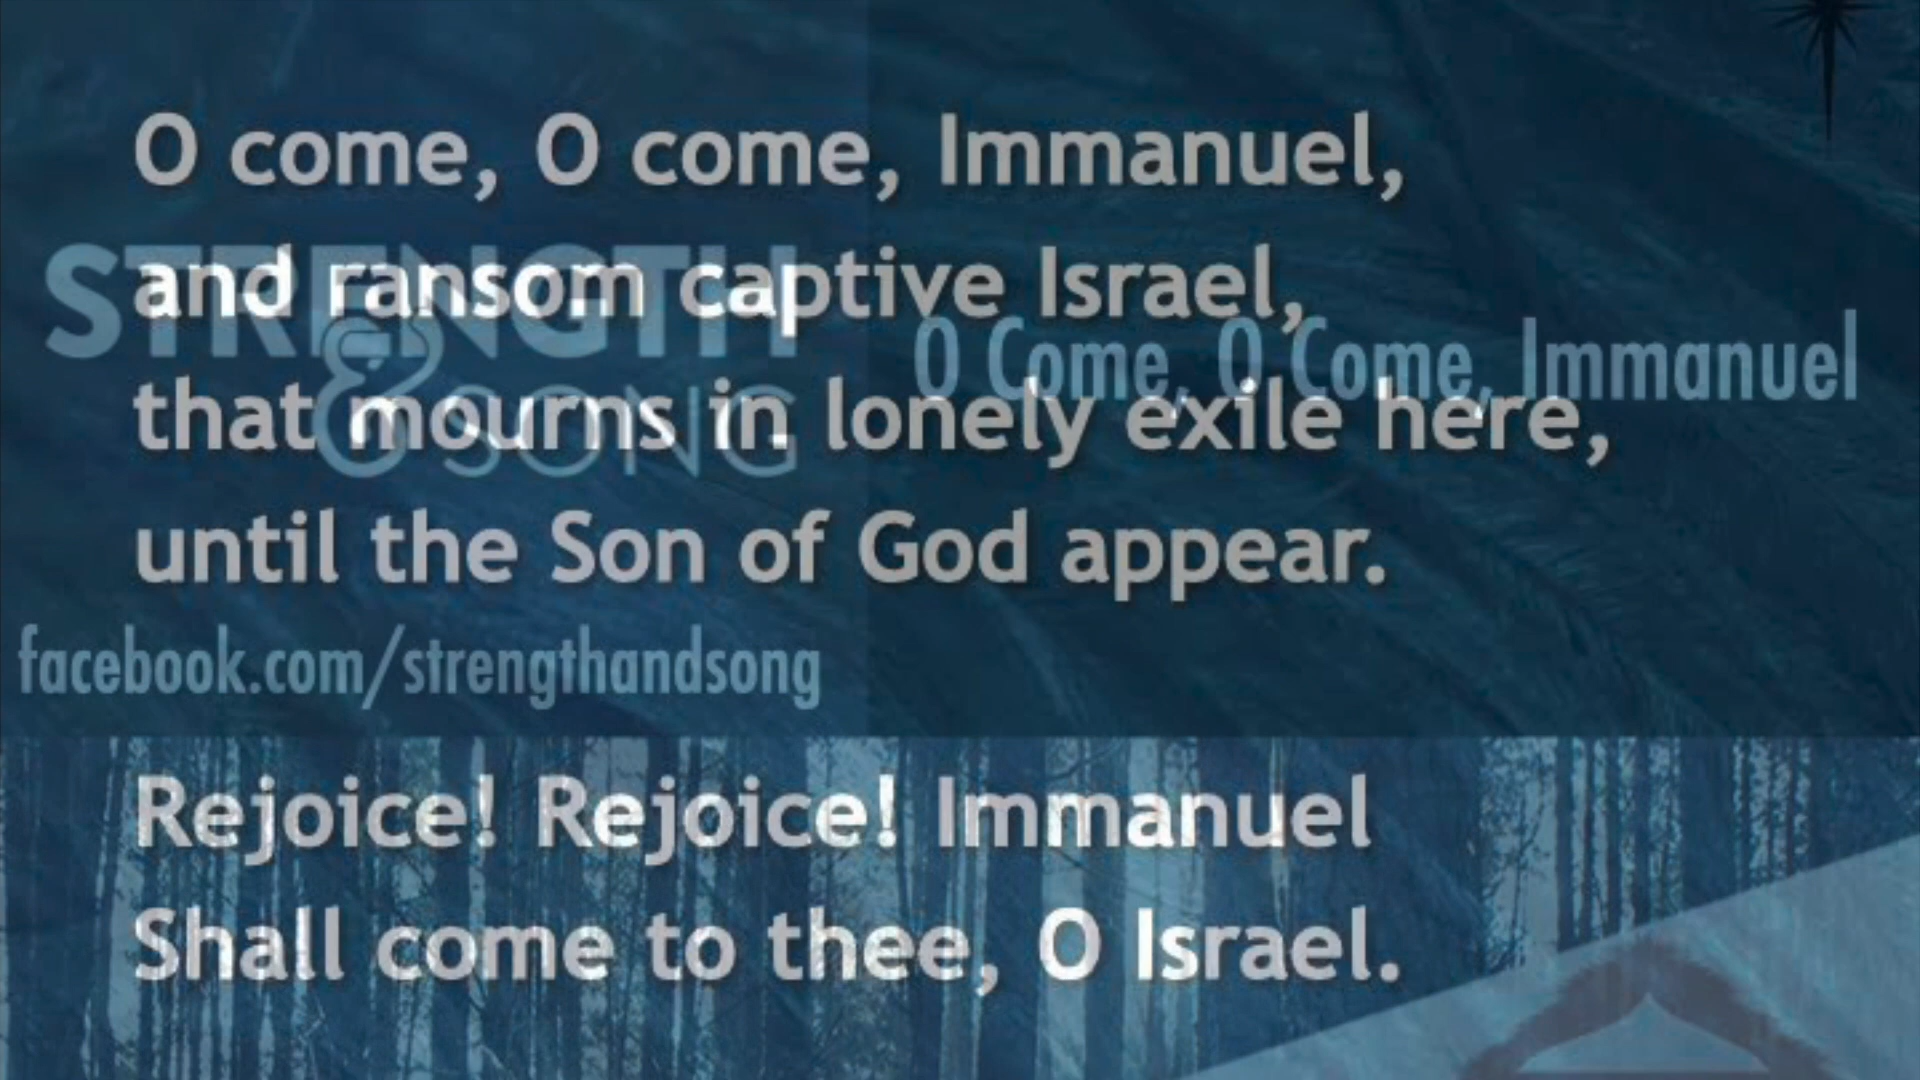 O come, O come, Immanuel,
and ransom captive Israel,
that mourns in lonely exile here,
until the Son of God appear.
STRENGTH
& SONG
O Come, O Come, Immanuel
facebook.com/strengthandsong
Rejoice! Rejoice! Immanuel
Shall come to thee, O Israel.